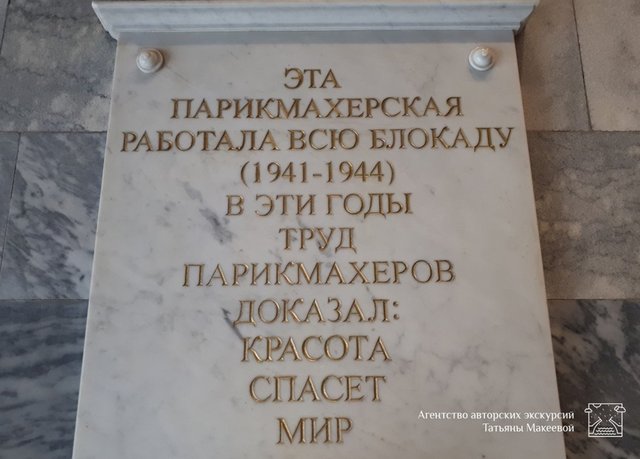 ЭТА
ПАРИКМАХЕРСКАЯ
РАБОТАЛА ВСЮ БЛОКАДУ
(1941-1944)
В ЭТИ ГОДЫ
ТРУД
ПАРИКМАХЕРОВ
ДОКАЗАЛ:
КРАСОТА
СПАСЕТ
МИР
Агентство авторских экскурсий
Татьяны Макеевой